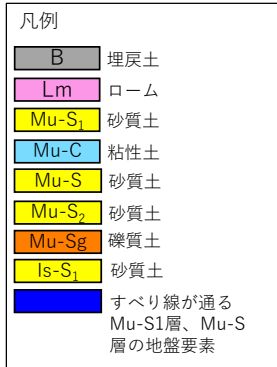 凡例
B 埋戻土
Lm ローム
Mu-S₁ 砂質土
Mu-C 粘性土
Mu-S 砂質土
Mu-S₂ 砂質土
Mu-Sg 礫質土
Is-S₁ 砂質土
すべり線が通る
Mu-S1層、Mu-S
層の地盤要素